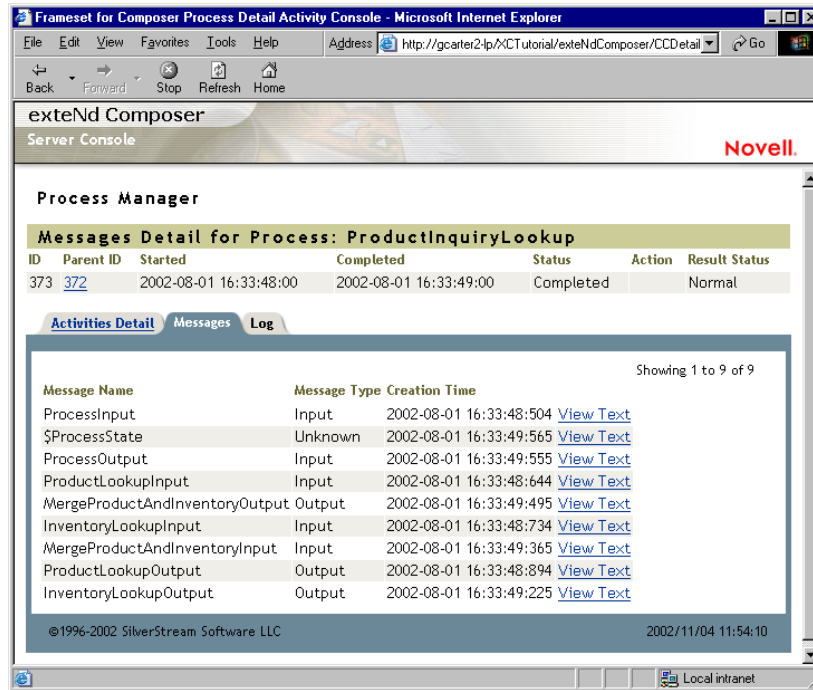 Frameset for Composer Process Detail Activity Console - Microsoft Internet Explorer
File Edit View Favorites Tools Help Address http://gcarter2-lp/XCTutorial/exteNdComposer/CCDetail Go
Back Forward Stop Refresh Home
exteNd Composer
Server Console
Novell.
Process Manager
Messages Detail for Process: ProductInquiryLookup
ID Parent ID Started Completed Status Action Result Status
373 372 2002-08-01 16:33:48:00 2002-08-01 16:33:49:00 Completed Normal
Activities Detail Messages Log
Showing 1 to 9 of 9
Message Name Message Type Creation Time
ProcessInput Input 2002-08-01 16:33:48:504 View Text
$ProcessState Unknown 2002-08-01 16:33:49:565 View Text
ProcessOutput Input 2002-08-01 16:33:49:555 View Text
ProductLookupInput Input 2002-08-01 16:33:48:644 View Text
MergeProductAndInventoryOutput Output 2002-08-01 16:33:49:495 View Text
InventoryLookupInput Input 2002-08-01 16:33:48:734 View Text
MergeProductAndInventoryInput Input 2002-08-01 16:33:49:365 View Text
ProductLookupOutput Output 2002-08-01 16:33:48:894 View Text
InventoryLookupOutput Output 2002-08-01 16:33:49:225 View Text
©1996-2002 SilverStream Software LLC 2002/11/04 11:54:10
Local intranet